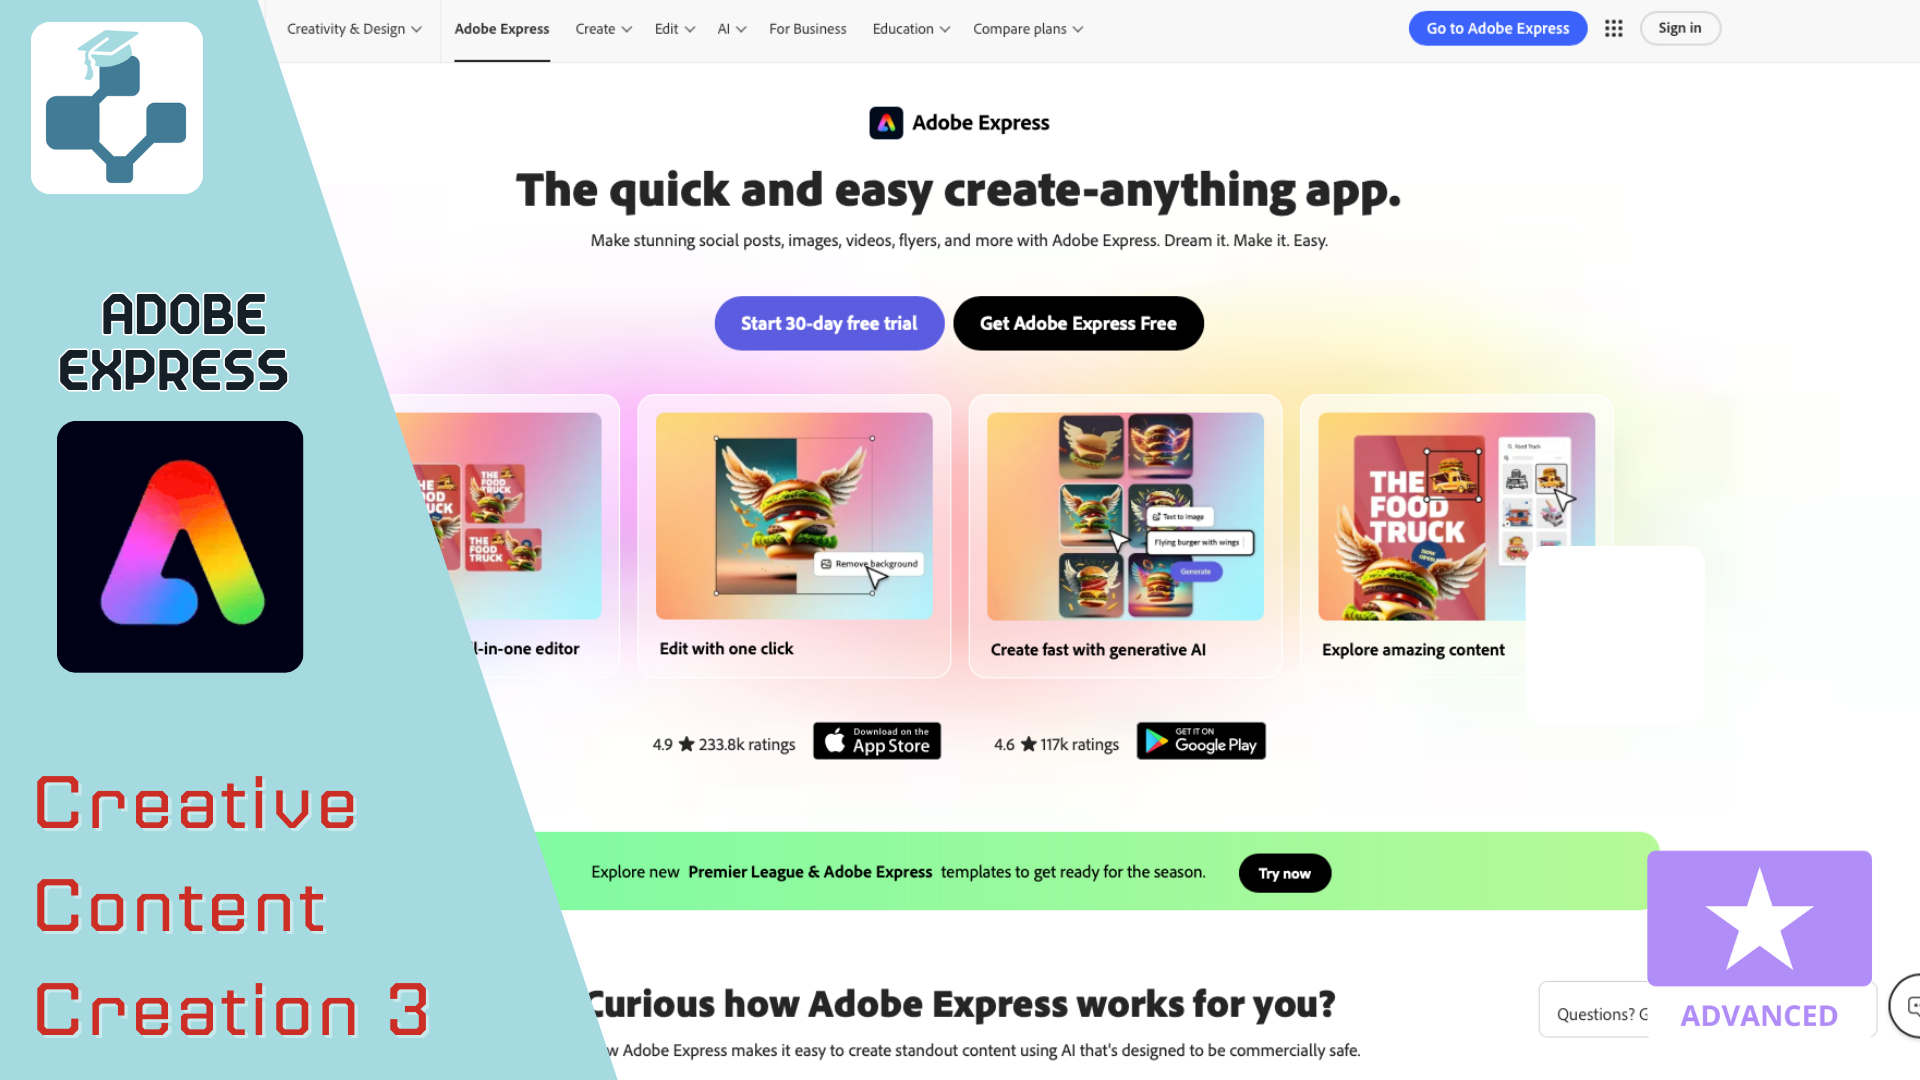 Creativity & Design
Adobe Express
Create
Edit
AI
For Business
Education
Compare plans
Go to Adobe Express
Sign in
Adobe Express
The quick and easy create-anything app.
Make stunning social posts, images, videos, flyers, and more with Adobe Express. Dream it. Make it. Easy.
Start 30-day free trial
Get Adobe Express Free
ADOBE
EXPRESS
THE
FOOD
TRUCK
THE
FOOD
TRUCK
Remove background
Text to Image
Flying burger with wings
Generate
THE
FOOD
TRUCK
NOW
OPEN
Food Truck
l-in-one editor
Edit with one click
Create fast with generative AI
Explore amazing content
4.9 ★ 233.8k ratings
Download on the
App Store
4.6 ★ 117k ratings
GET IT ON
Google Play
Creative
Content
Creation 3
Explore new Premier League & Adobe Express templates to get ready for the season.
Try now
Curious how Adobe Express works for you?
w Adobe Express makes it easy to create standout content using AI that's designed to be commercially safe.
Questions? G
ADVANCED